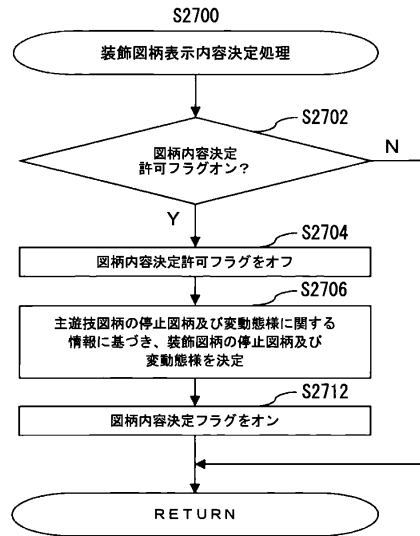 S2700
装飾図柄表示内容決定処理
S2702
図柄内容決定
許可フラグオン？
N
Y
S2704
図柄内容決定許可フラグをオフ
S2706
主遊技図柄の停止図柄及び変動態様に関する
情報に基づき、装飾図柄の停止図柄及び
変動態様を決定
S2712
図柄内容決定フラグをオン
RETURN